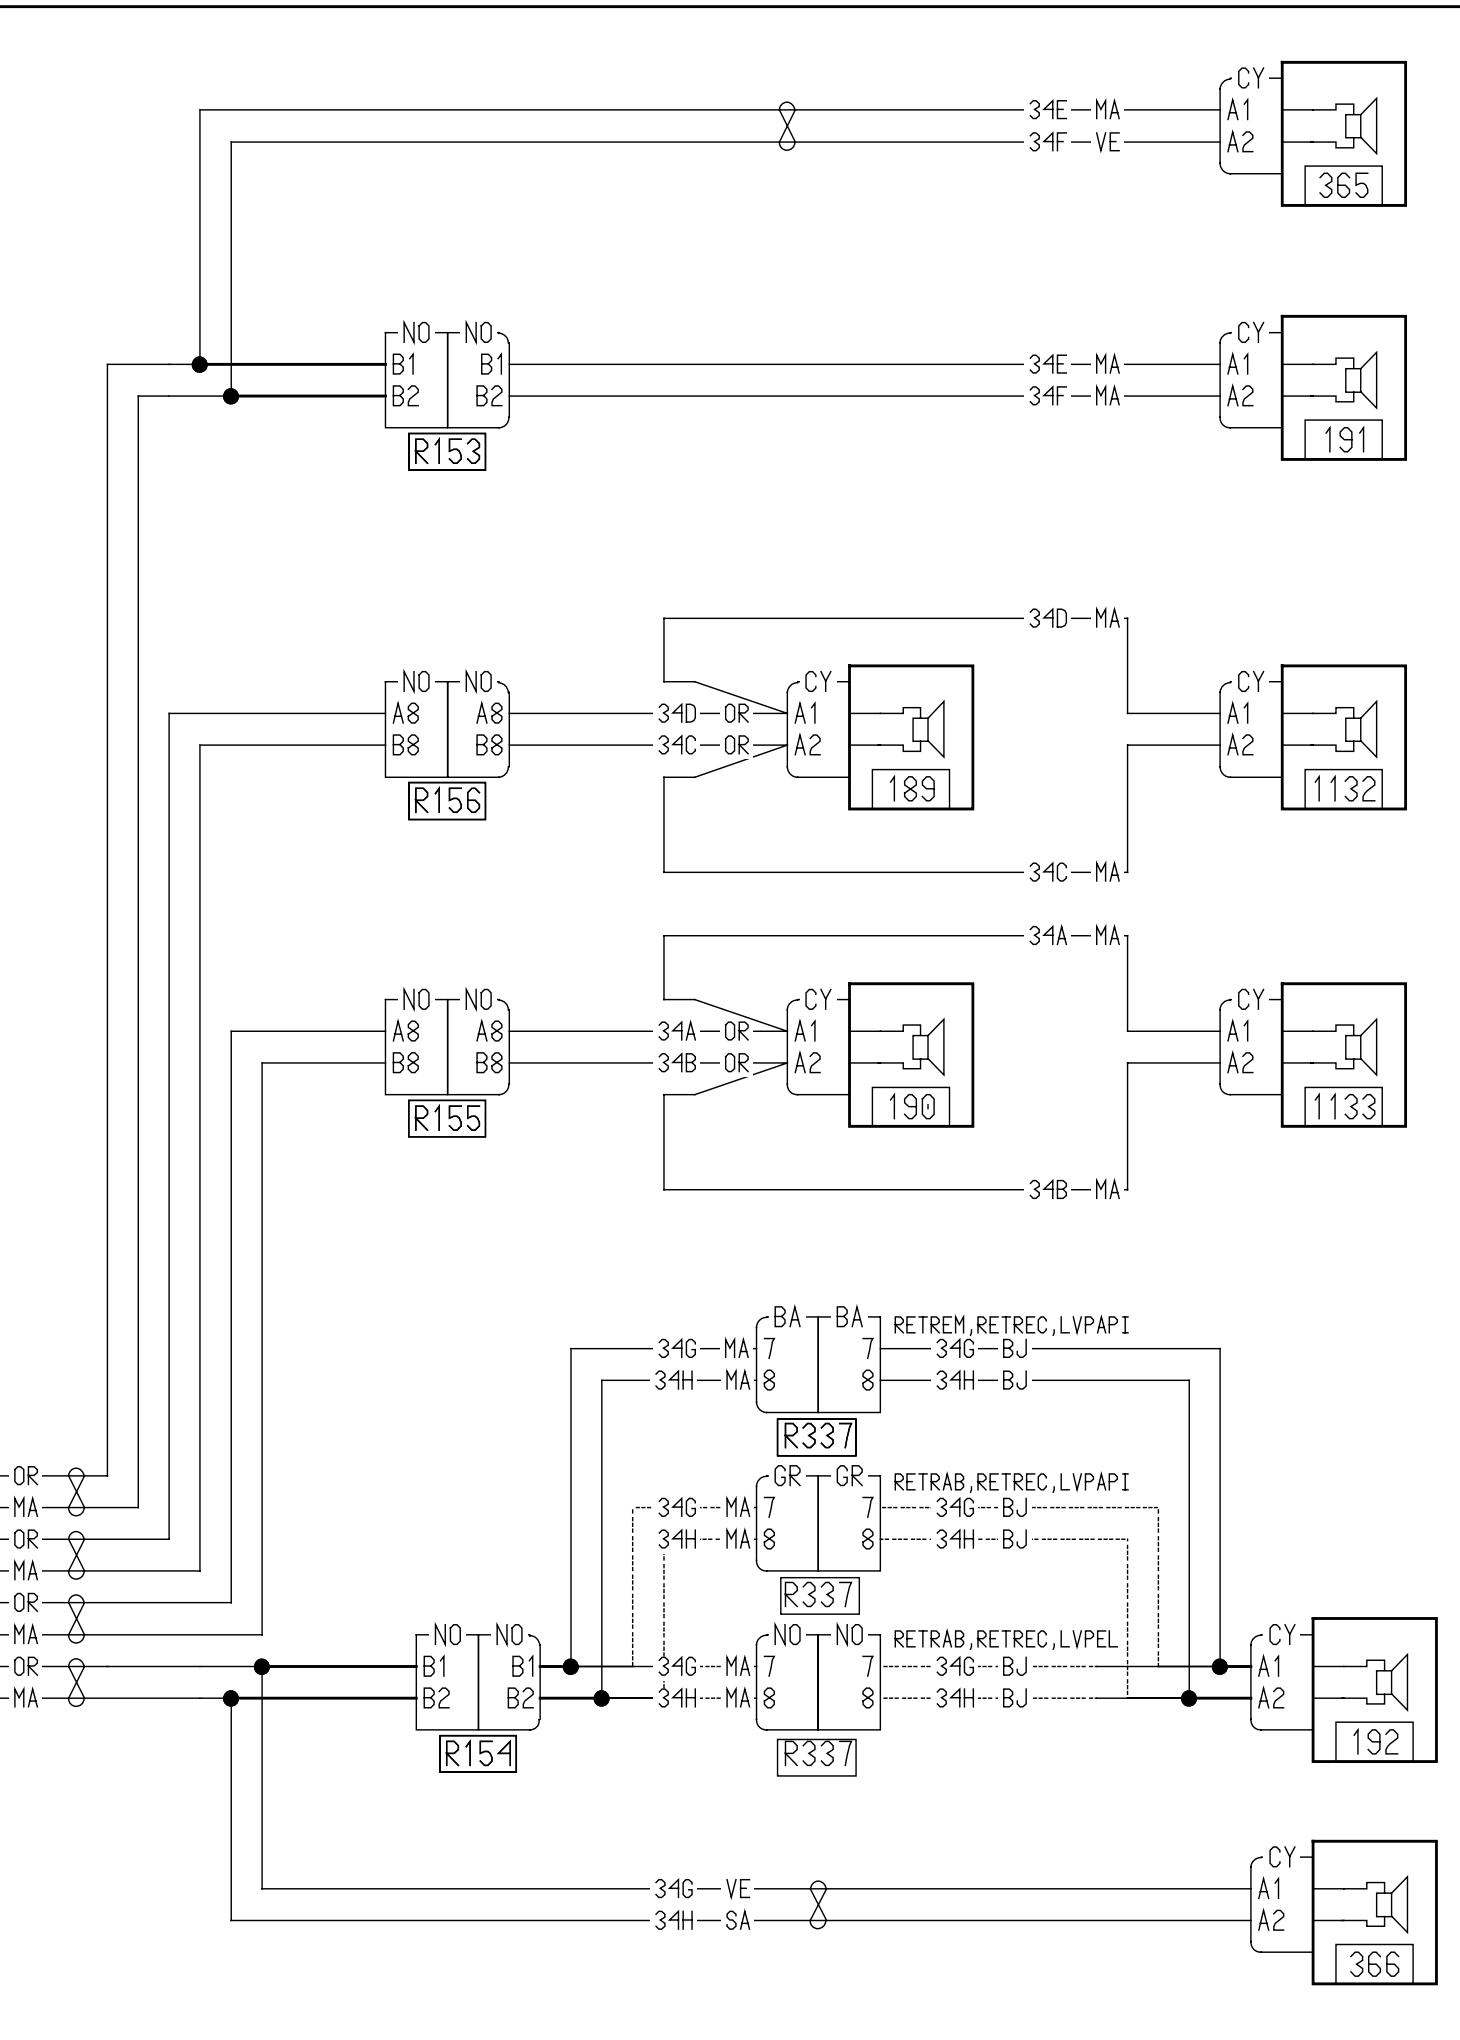 CY
34E MA A1
34F VE A2
365
NO NO CY
B1 B1 34E MA A1
B2 B2 34F MA A2
R153 191
34D MA
NO NO CY CY
A8 A8 34D OR A1 A1
B8 B8 34C OR A2 A2
R156 189 1132
34C MA
34A MA
NO NO CY CY
A8 A8 34A OR A1 A1
B8 B8 34B OR A2 A2
R155 190 1133
34B MA
BA BA RETREM,RETREC,LVPAPI
34G MA 7 7 34G BJ
34H MA 8 8 34H BJ
R337
OR GR GR RETRAB,RETREC,LVPAPI
MA 34G MA 7 7 34G BJ
OR 34H MA 8 8 34H BJ
MA R337
OR
MA NO NO NO NO RETRAB,RETREC,LVPEL CY
OR B1 B1 34G MA 7 7 34G BJ A1
MA B2 B2 34H MA 8 8 34H BJ A2
R154 R337 192
CY
34G VE A1
34H SA A2
366